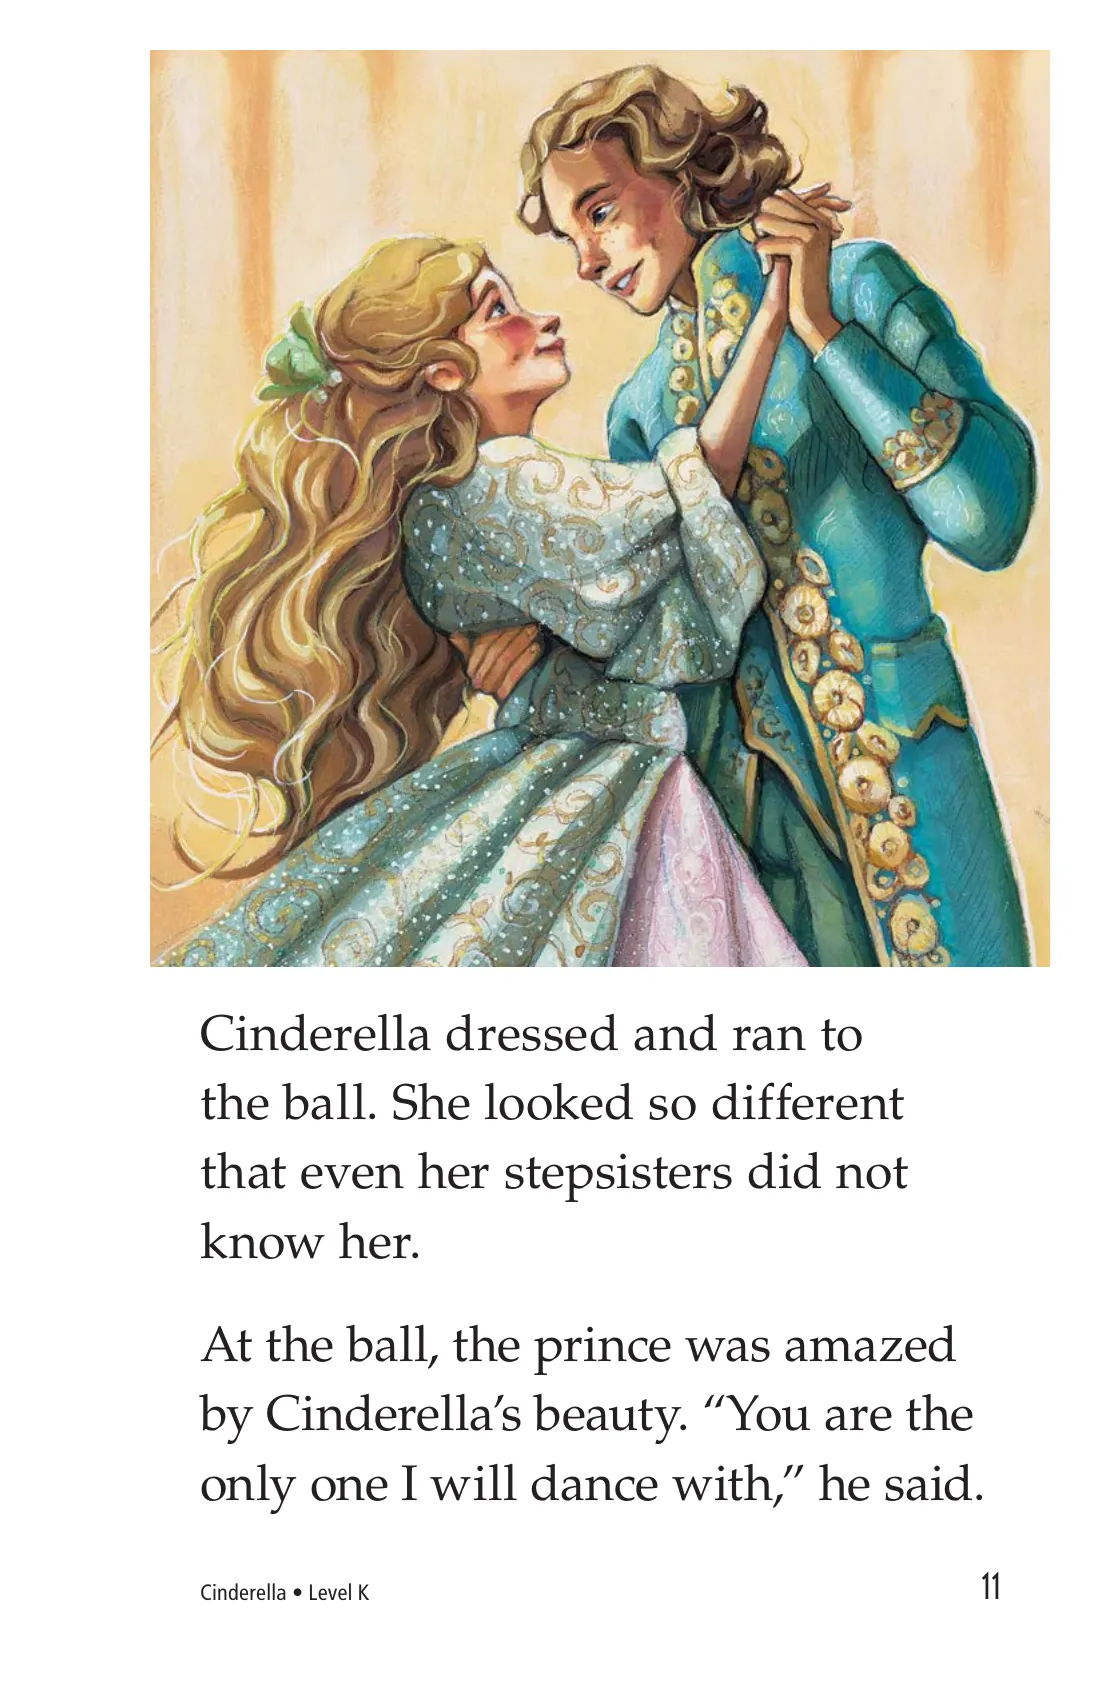 Cinderella dressed and ran to
the ball. She looked so different
that even her stepsisters did not
know her.
At the ball, the prince was amazed
by Cinderella’s beauty. “You are the
only one I will dance with,” he said.
Cinderella • Level K
11